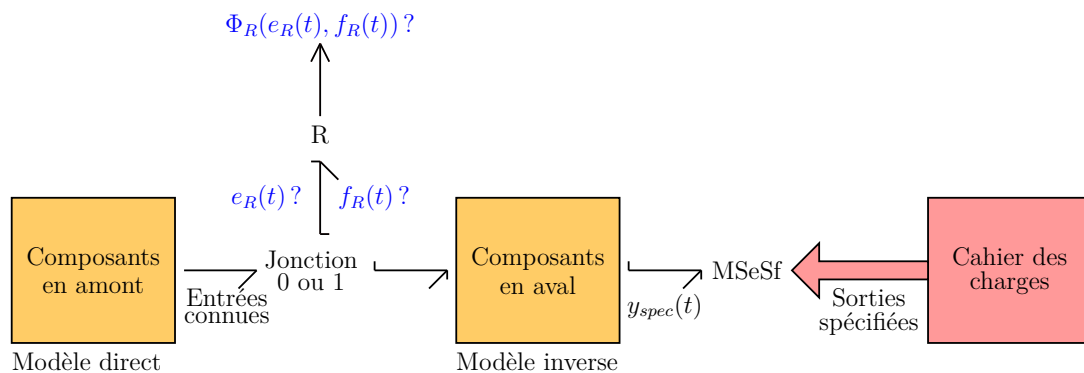 Φ_R(e_R(t), f_R(t)) ?
R
e_R(t) ?
f_R(t) ?
Composants
en amont
Entrées
connues
Jonction
0 ou 1
Composants
en aval
y_spec(t)
MSeSf
Sorties
spécifiées
Cahier des
charges
Modèle direct
Modèle inverse